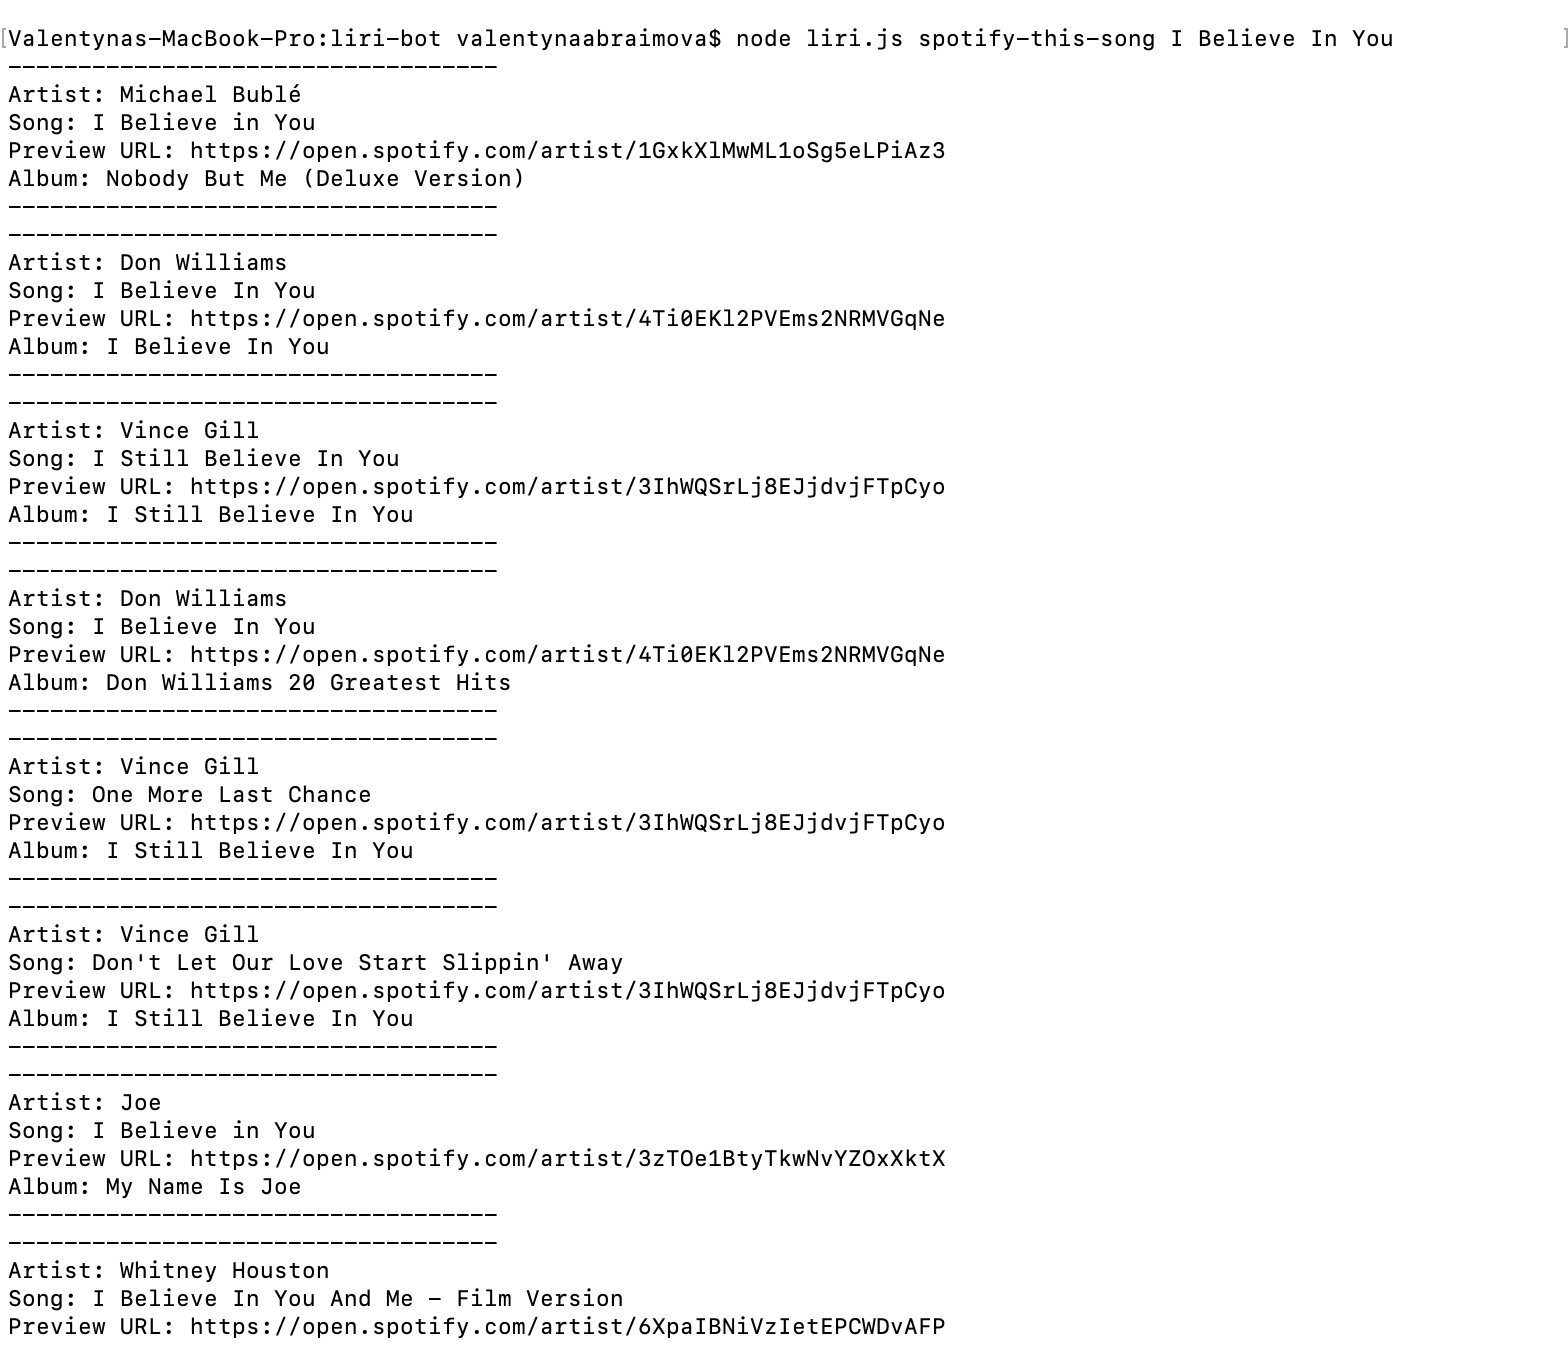 [Valentynas-MacBook-Pro:liri-bot valentynaabraimova$ node liri.js spotify-this-song I Believe In You ]
-----------------------------------
Artist: Michael Bublé
Song: I Believe in You
Preview URL: https://open.spotify.com/artist/1GxkXlMwML1oSg5eLPiAz3
Album: Nobody But Me (Deluxe Version)
-----------------------------------
-----------------------------------
Artist: Don Williams
Song: I Believe In You
Preview URL: https://open.spotify.com/artist/4Ti0EKl2PVEms2NRMVGqNe
Album: I Believe In You
-----------------------------------
-----------------------------------
Artist: Vince Gill
Song: I Still Believe In You
Preview URL: https://open.spotify.com/artist/3IhWQSrLj8EJjdvjFTpCyo
Album: I Still Believe In You
-----------------------------------
-----------------------------------
Artist: Don Williams
Song: I Believe In You
Preview URL: https://open.spotify.com/artist/4Ti0EKl2PVEms2NRMVGqNe
Album: Don Williams 20 Greatest Hits
-----------------------------------
-----------------------------------
Artist: Vince Gill
Song: One More Last Chance
Preview URL: https://open.spotify.com/artist/3IhWQSrLj8EJjdvjFTpCyo
Album: I Still Believe In You
-----------------------------------
-----------------------------------
Artist: Vince Gill
Song: Don't Let Our Love Start Slippin' Away
Preview URL: https://open.spotify.com/artist/3IhWQSrLj8EJjdvjFTpCyo
Album: I Still Believe In You
-----------------------------------
-----------------------------------
Artist: Joe
Song: I Believe in You
Preview URL: https://open.spotify.com/artist/3zTOe1BtyTkwNvYZOxXktX
Album: My Name Is Joe
-----------------------------------
-----------------------------------
Artist: Whitney Houston
Song: I Believe In You And Me - Film Version
Preview URL: https://open.spotify.com/artist/6XpaIBNiVzIetEPCWDvAFP